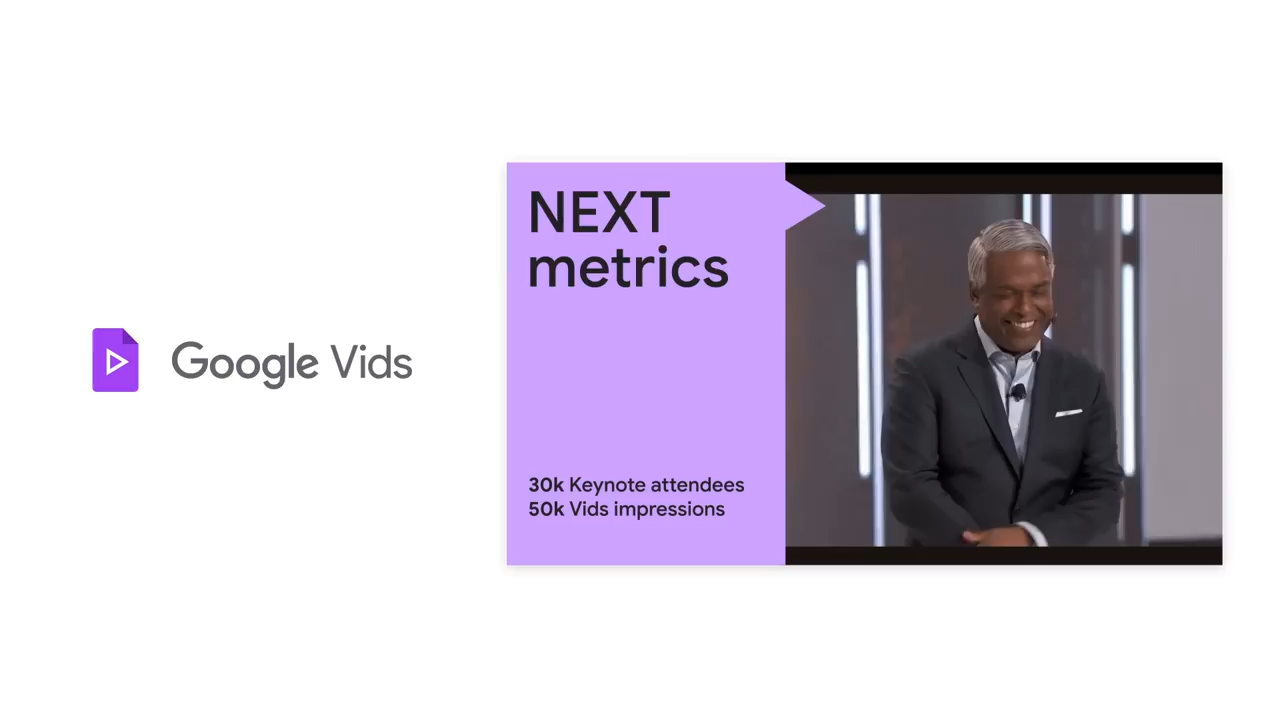 Google Vids
NEXT
metrics
30k Keynote attendees
50k Vids impressions